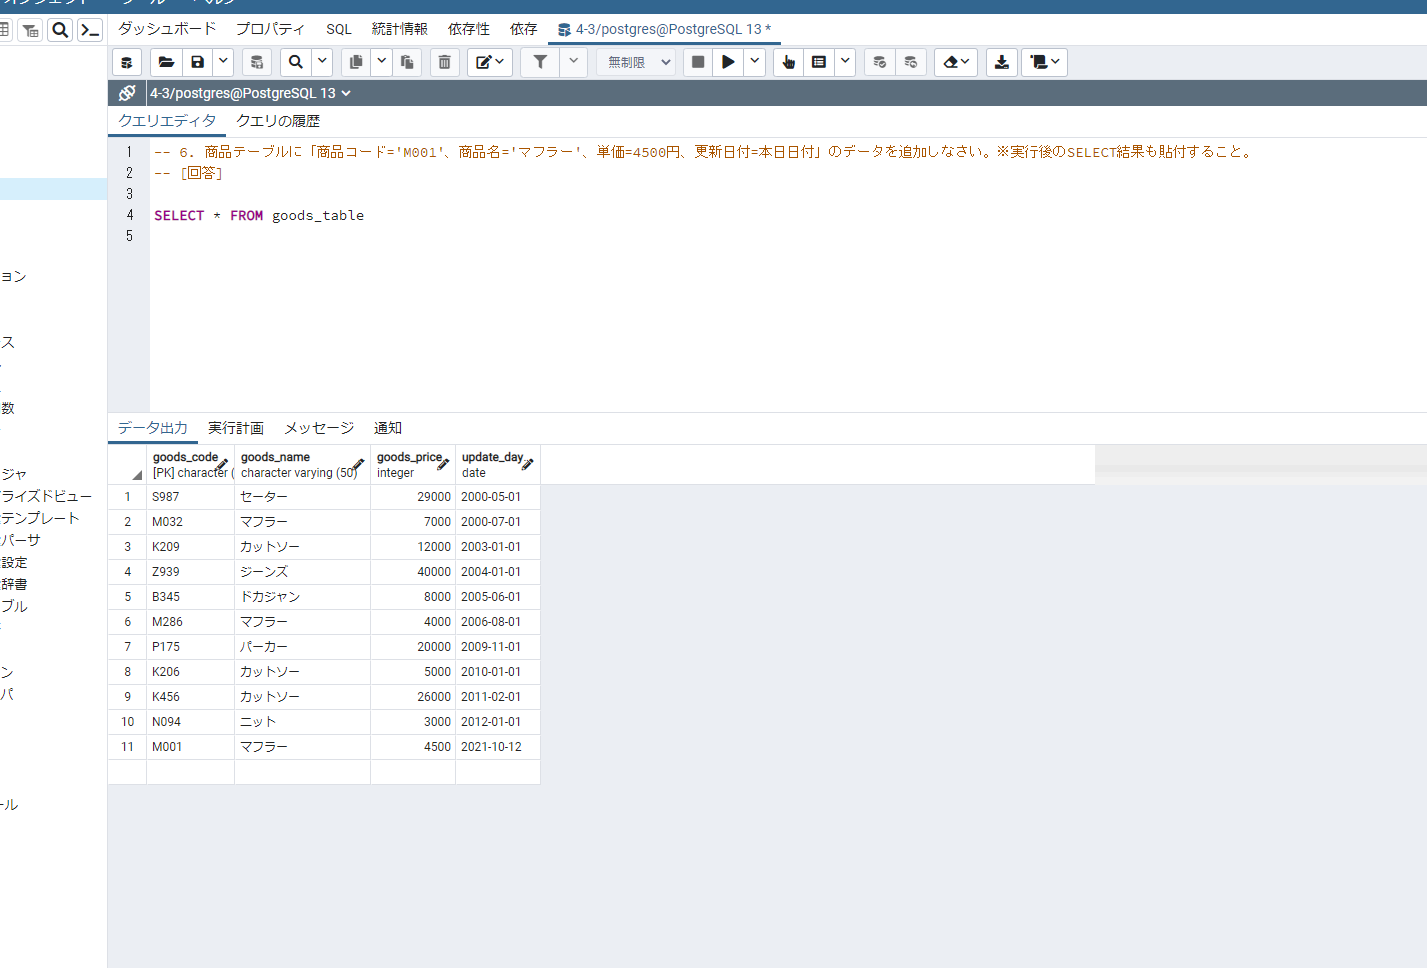 ダッシュボード プロパティ SQL 統計情報 依存性 依存 4-3/postgres@PostgreSQL 13 *
無制限
4-3/postgres@PostgreSQL 13
クエリエディタ クエリの履歴
1 -- 6. 商品テーブルに「商品コード='M001'、商品名='マフラー'、単価=4500円、更新日付=本日日付」のデータを追加しなさい。※実行後のSELECT結果も貼付すること。
2 -- [回答]
3
4 SELECT * FROM goods_table
5
ョン
ス
数
ジャ
ライズドビュー
テンプレート
パーサ
設定
辞書
ブル
ン
パ
ール
データ出力 実行計画 メッセージ 通知
goods_code goods_name goods_price update_day
[PK] character ( character varying (50) integer date
1 S987 セーター 29000 2000-05-01
2 M032 マフラー 7000 2000-07-01
3 K209 カットソー 12000 2003-01-01
4 Z939 ジーンズ 40000 2004-01-01
5 B345 ドカジャン 8000 2005-06-01
6 M286 マフラー 4000 2006-08-01
7 P175 パーカー 20000 2009-11-01
8 K206 カットソー 5000 2010-01-01
9 K456 カットソー 26000 2011-02-01
10 N094 ニット 3000 2012-01-01
11 M001 マフラー 4500 2021-10-12